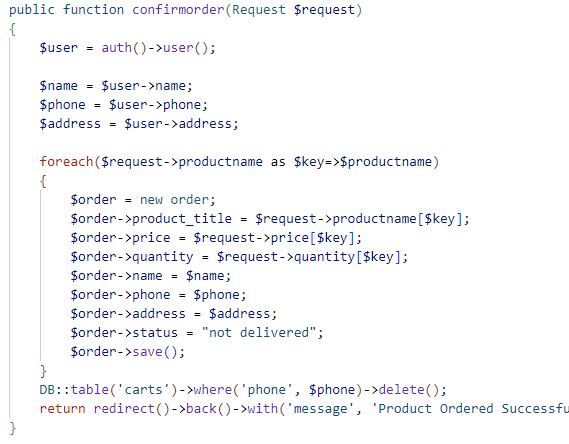 public function confirmorder(Request $request)
{
$user = auth()->user();
$name = $user->name;
$phone = $user->phone;
$address = $user->address;
foreach($request->productname as $key=>$productname)
{
$order = new order;
$order->product_title = $request->productname[$key];
$order->price = $request->price[$key];
$order->quantity = $request->quantity[$key];
$order->name = $name;
$order->phone = $phone;
$order->address = $address;
$order->status = "not delivered";
$order->save();
}
DB::table('carts')->where('phone', $phone)->delete();
return redirect()->back()->with('message', 'Product Ordered
}